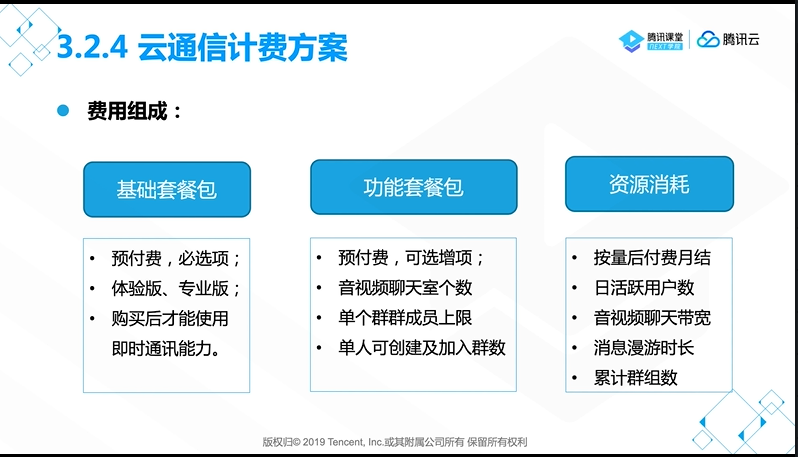 3.2.4 云通信计费方案
腾讯课堂
NEXT学院
腾讯云
费用组成：
基础套餐包
预付费，必选项；
体验版、专业版；
购买后才能使用
即时通讯能力。
功能套餐包
预付费，可选增项；
音视频聊天室个数
单个群群成员上限
单人可创建及加入群数
资源消耗
按量后付费月结
日活跃用户数
音视频聊天带宽
消息漫游时长
累计群组数
版权归© 2019 Tencent, Inc.或其附属公司所有 保留所有权利